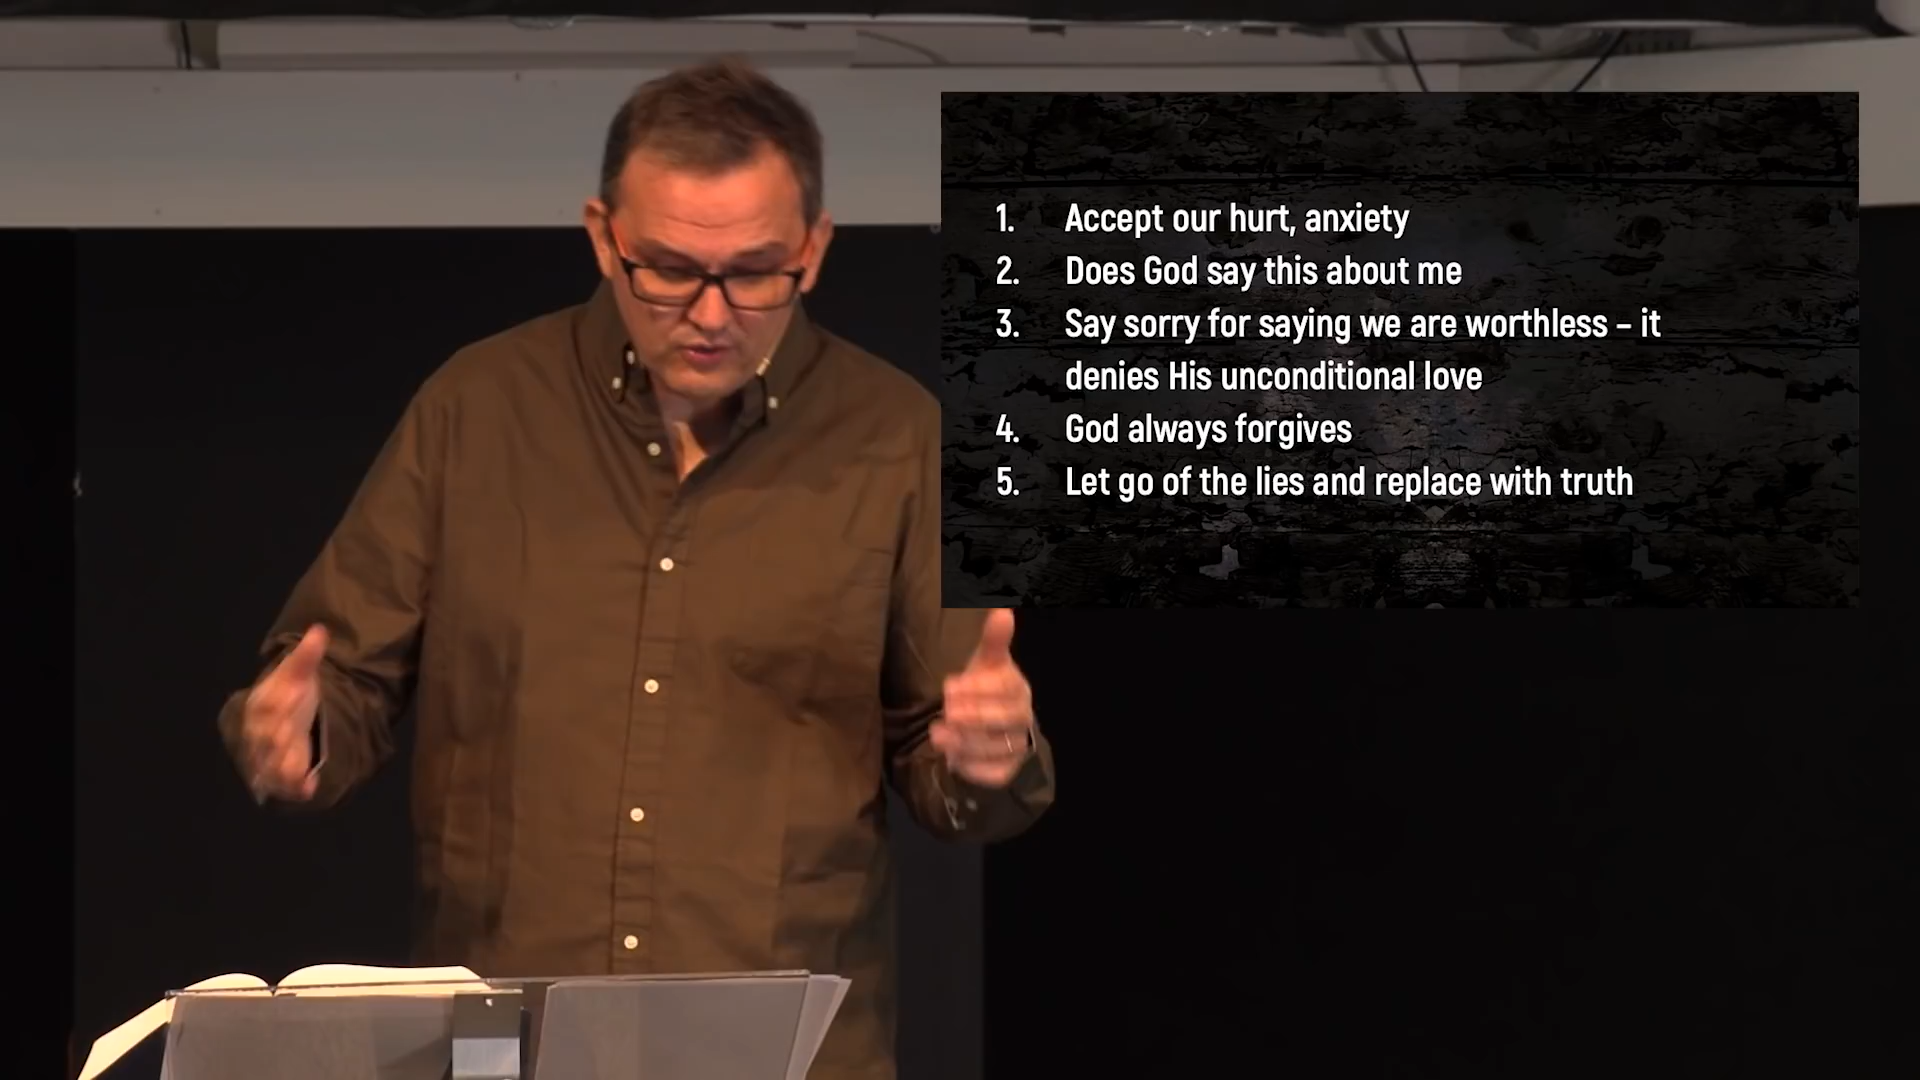 1. Accept our hurt, anxiety
2. Does God say this about me
3. Say sorry for saying we are worthless – it
denies His unconditional love
4. God always forgives
5. Let go of the lies and replace with truth